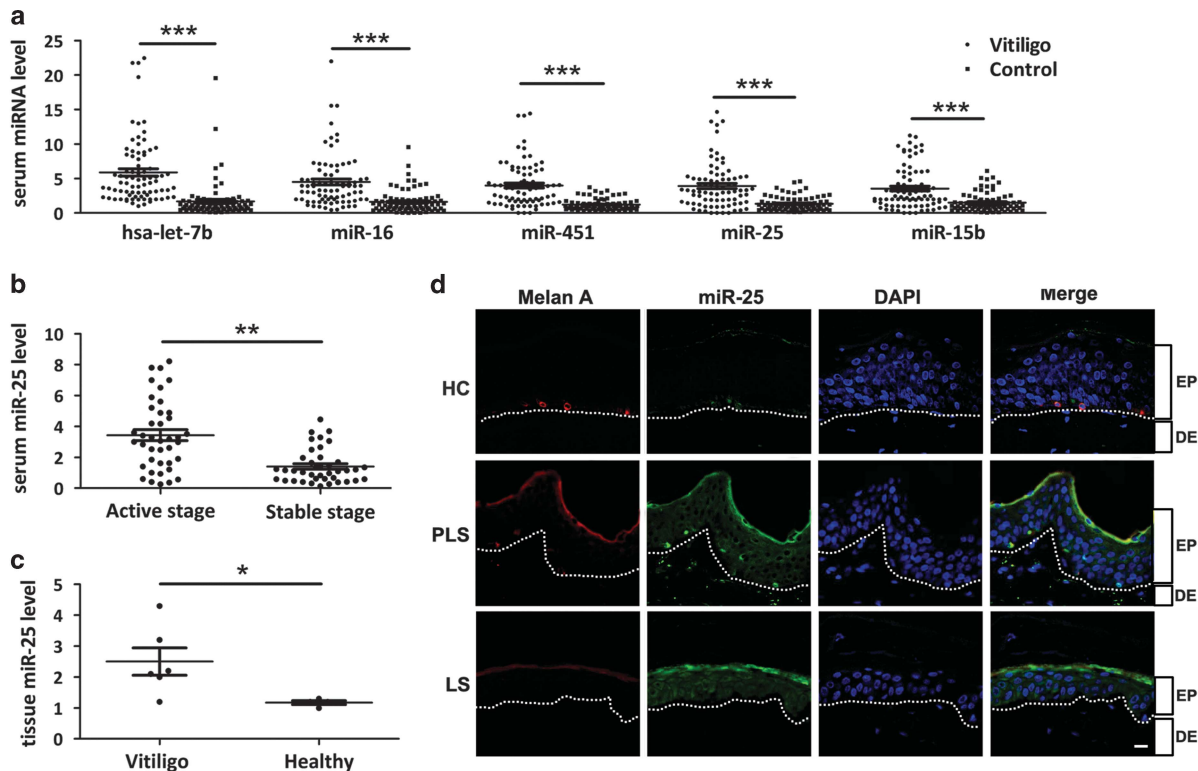 a
serum miRNA level
25
20
15
10
5
0
***
***
***
***
***
Vitiligo
Control
hsa-let-7b
miR-16
miR-451
miR-25
miR-15b
b
serum miR-25 level
10
8
6
4
2
0
**
Active stage
Stable stage
c
tissue miR-25 level
5
4
3
2
1
0
*
Vitiligo
Healthy
d
Melan A
miR-25
DAPI
Merge
HC
EP
DE
PLS
EP
DE
LS
EP
DE